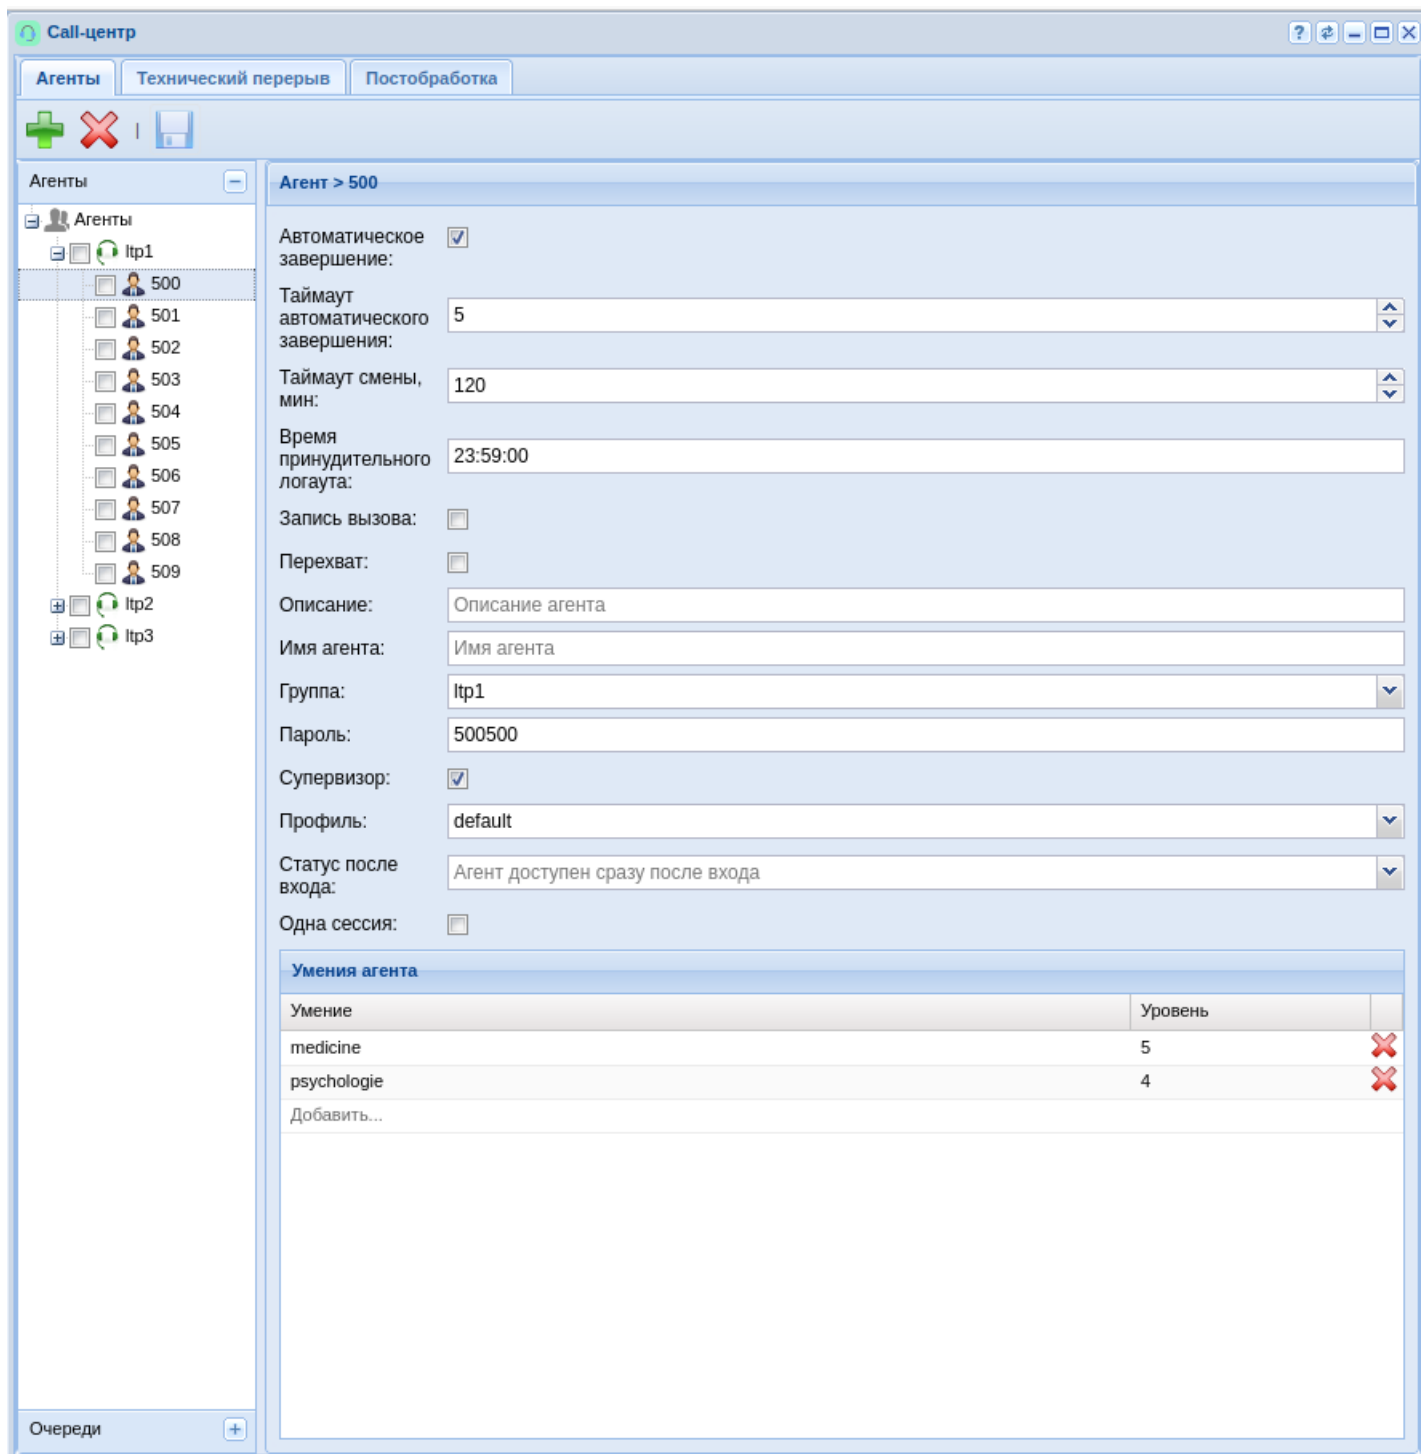 Call-центр
Агенты
Технический перерыв
Постобработка
Агенты
Агенты
ltp1
500
501
502
503
504
505
506
507
508
509
ltp2
ltp3
Очереди
Агент > 500
Автоматическое
завершение:
Таймаут
автоматического
завершения:
5
Таймаут смены,
мин:
120
Время
принудительного
логаута:
23:59:00
Запись вызова:
Перехват:
Описание:
Описание агента
Имя агента:
Имя агента
Группа:
ltp1
Пароль:
500500
Супервизор:
Профиль:
default
Статус после
входа:
Агент доступен сразу после входа
Одна сессия:
Умения агента
Умение Уровень
medicine 5
psychologie 4
Добавить...